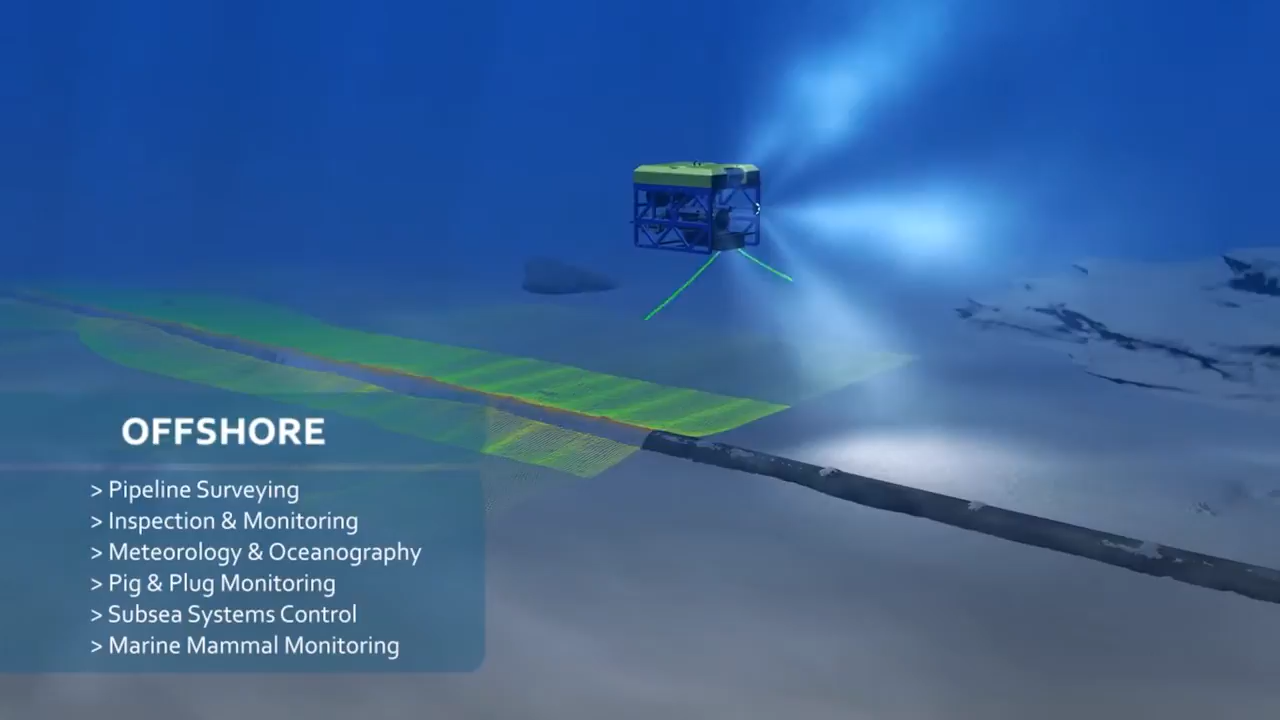 OFFSHORE
> Pipeline Surveying
> Inspection & Monitoring
> Meteorology & Oceanography
> Pig & Plug Monitoring
> Subsea Systems Control
> Marine Mammal Monitoring